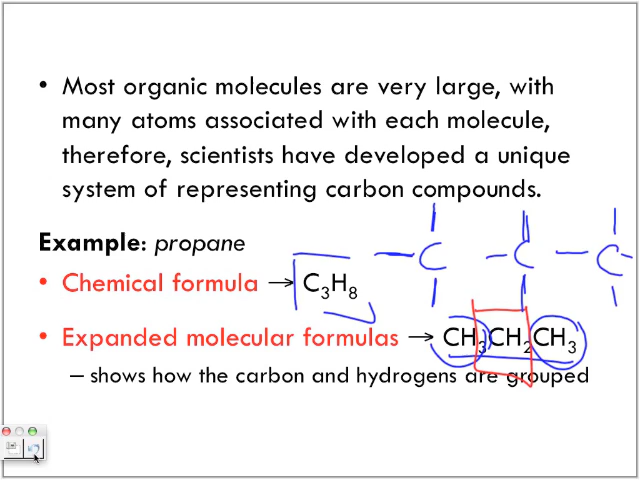 • Most organic molecules are very large, with
many atoms associated with each molecule,
therefore, scientists have developed a unique
system of representing carbon compounds.
Example: propane
C C C
• Chemical formula → C₃H₈
• Expanded molecular formulas → CH₃CH₂CH₃
– shows how the carbon and hydrogens are grouped